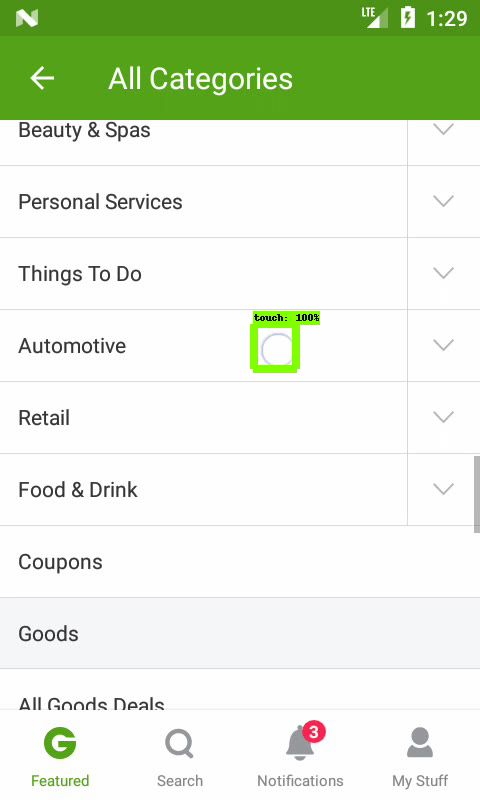 LTE 1:29
All Categories
Beauty & Spas
Personal Services
Things To Do
touch: 100%
Automotive
Retail
Food & Drink
Coupons
Goods
All Goods Deals
3
Featured Search Notifications My Stuff